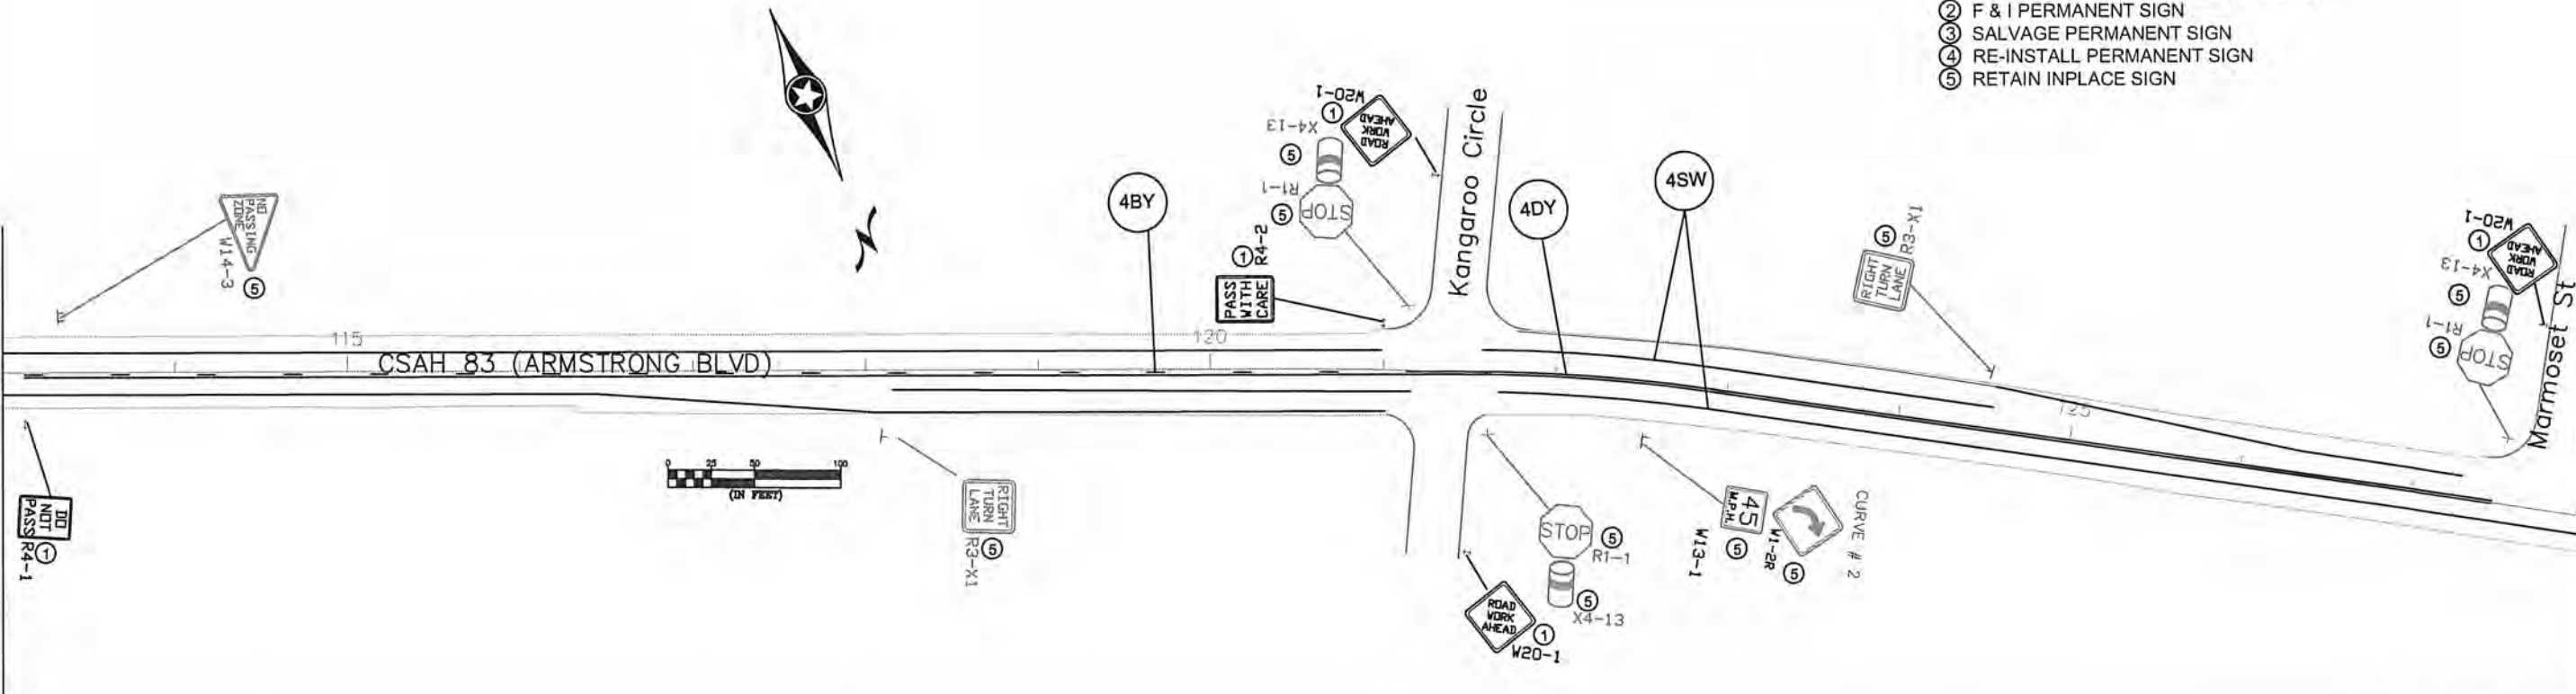 ② F & I PERMANENT SIGN
③ SALVAGE PERMANENT SIGN
④ RE-INSTALL PERMANENT SIGN
⑤ RETAIN INPLACE SIGN
W20-1
①
ROAD
WORK
AHEAD
X4-13
⑤
R1-1
⑤
STOP
Kangaroo Circle
4BY
4DY
4SW
① R4-2
PASS
WITH
CARE
NO
PASSING
ZONE
W14-3
⑤
⑤ R3-X1
RIGHT
TURN
LANE
W20-1
①
ROAD
WORK
AHEAD
X4-13
⑤
R1-1
⑤
STOP
Marmoset St
115
120
125
CSAH 83 (ARMSTRONG BLVD)
0 25 50 100
(IN FEET)
DO
NOT
PASS
R4-1
①
RIGHT
TURN
LANE
R3-X1
⑤
STOP
⑤
R1-1
⑤
X4-13
ROAD
WORK
AHEAD
①
W20-1
45
M.P.H.
⑤
W13-1
W1-2R
⑤
CURVE # 2